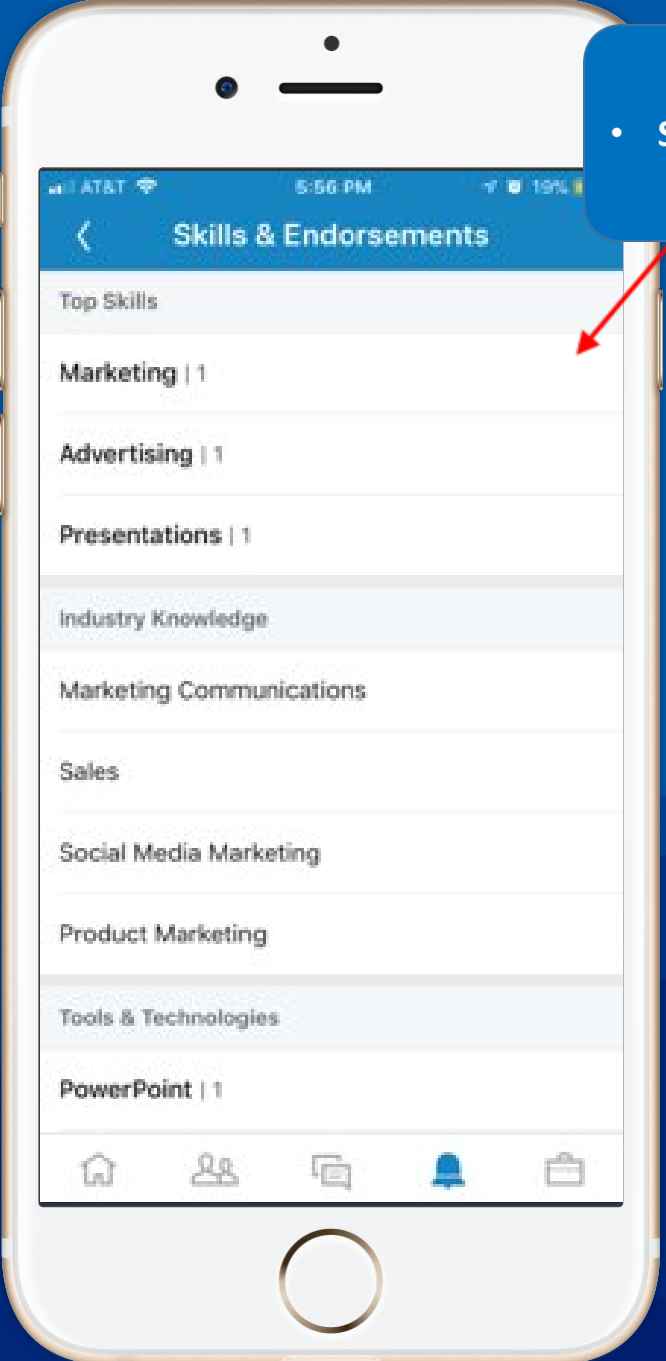 AT&T 5:56 PM 19%
Skills & Endorsements
Top Skills
Marketing | 1
Advertising | 1
Presentations | 1
Industry Knowledge
Marketing Communications
Sales
Social Media Marketing
Product Marketing
Tools & Technologies
PowerPoint | 1